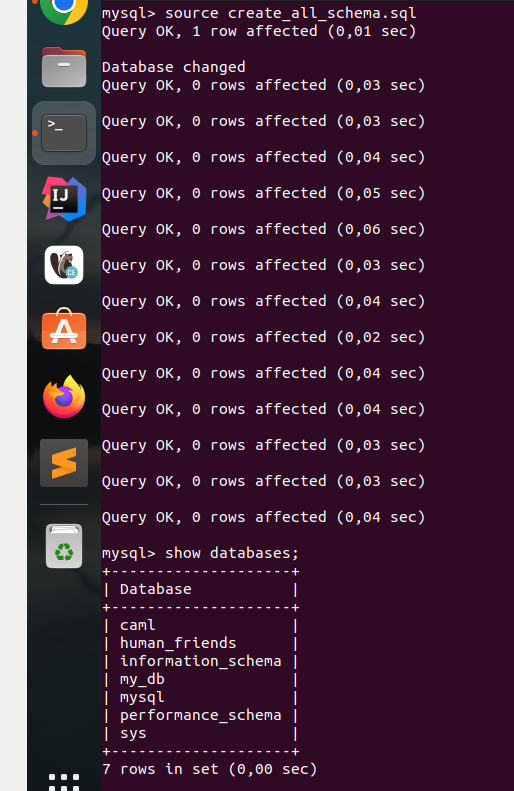 mysql> source create_all_schema.sql
Query OK, 1 row affected (0,01 sec)
Database changed
Query OK, 0 rows affected (0,03 sec)
Query OK, 0 rows affected (0,03 sec)
Query OK, 0 rows affected (0,04 sec)
Query OK, 0 rows affected (0,05 sec)
Query OK, 0 rows affected (0,06 sec)
Query OK, 0 rows affected (0,03 sec)
Query OK, 0 rows affected (0,04 sec)
Query OK, 0 rows affected (0,02 sec)
Query OK, 0 rows affected (0,04 sec)
Query OK, 0 rows affected (0,04 sec)
Query OK, 0 rows affected (0,03 sec)
Query OK, 0 rows affected (0,03 sec)
Query OK, 0 rows affected (0,04 sec)
mysql> show databases;
+--------------------+
| Database           |
+--------------------+
| caml               |
| human_friends      |
| information_schema |
| my_db              |
| mysql              |
| performance_schema |
| sys                |
+--------------------+
7 rows in set (0,00 sec)
>_
IJ
CE